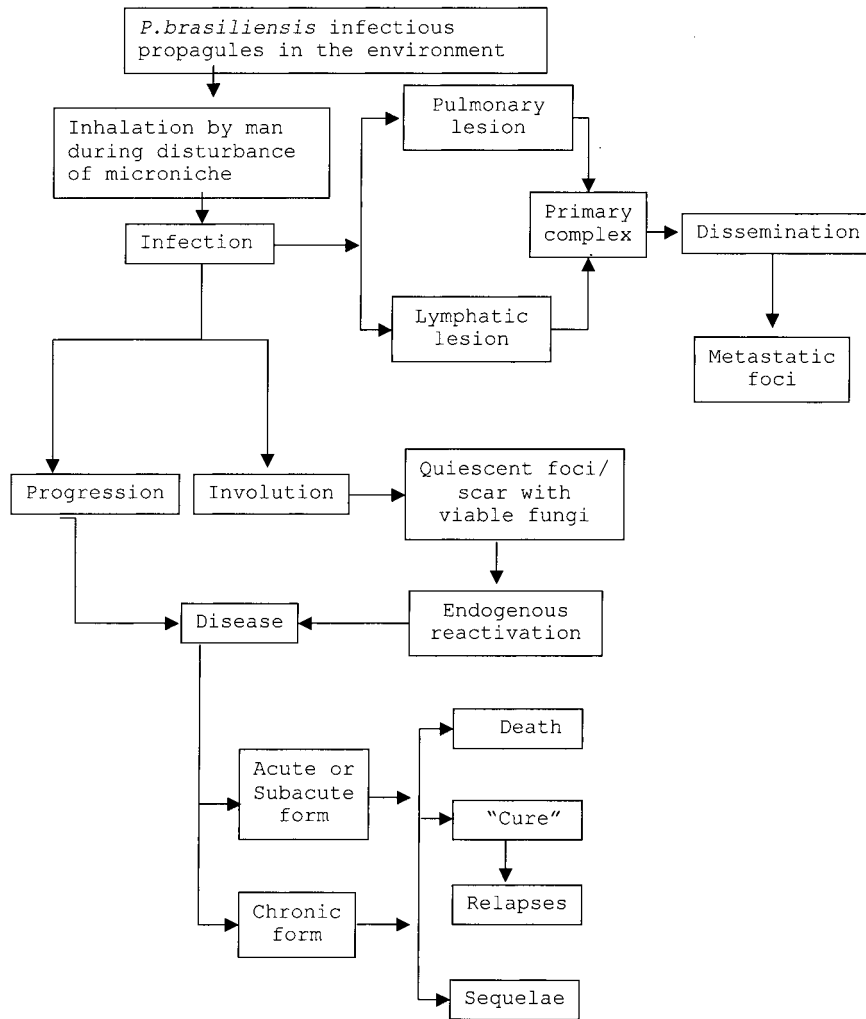 P.brasiliensis infectious
propagules in the environment
Inhalation by man
during disturbance
of microniche
Infection
Pulmonary
lesion
Lymphatic
lesion
Primary
complex
Dissemination
Metastatic
foci
Progression
Involution
Quiescent foci/
scar with
viable fungi
Endogenous
reactivation
Disease
Acute or
Subacute
form
Chronic
form
Death
“Cure”
Relapses
Sequelae